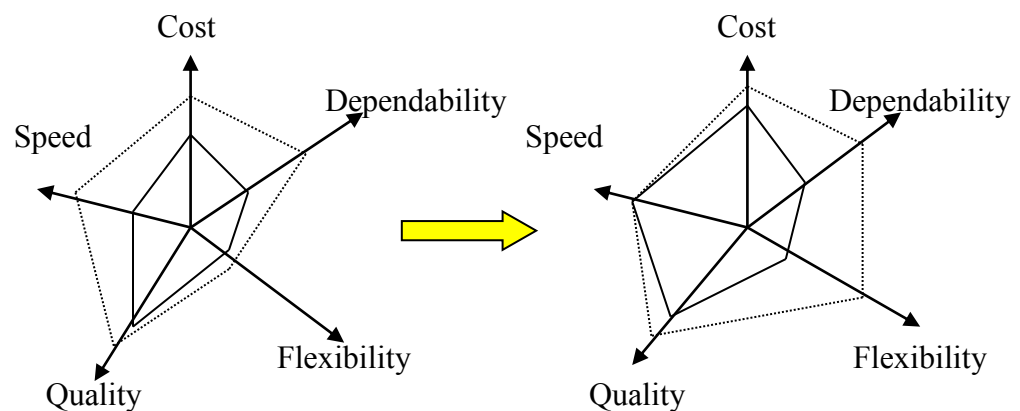 Cost
Dependability
Speed
Flexibility
Quality
Cost
Dependability
Speed
Flexibility
Quality